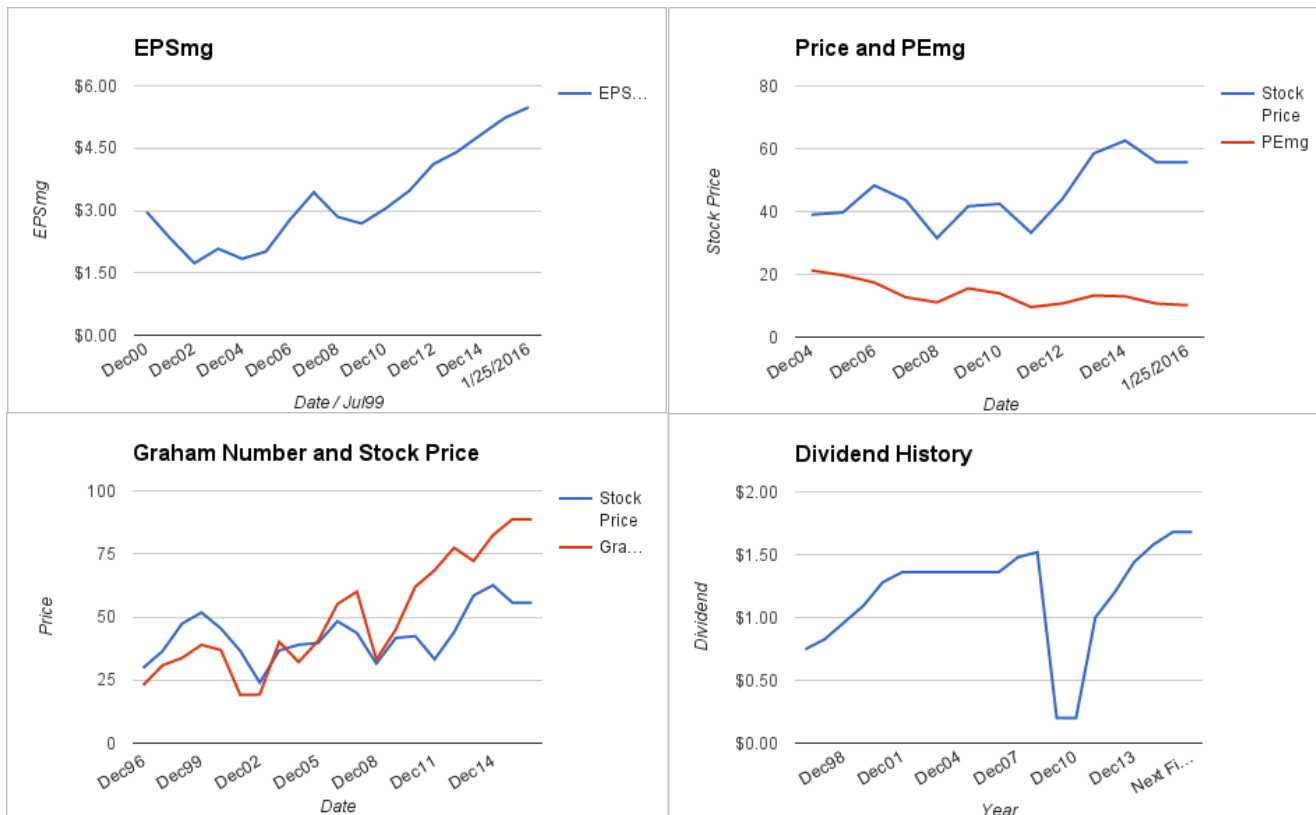 EPSmg
$6.00
$4.50
$3.00
$1.50
$0.00
EPSmg
Dec00
Dec02
Dec04
Dec06
Dec08
Dec10
Dec12
Dec14
1/25/2016
Date / Jul99
EPS…
Price and PEmg
80
60
40
20
0
Stock Price
Dec04
Dec06
Dec08
Dec10
Dec12
Dec14
1/25/2016
Date
Stock
Price
PEmg
Graham Number and Stock Price
100
75
50
25
0
Price
Dec96
Dec99
Dec02
Dec05
Dec08
Dec11
Dec14
Date
Stock
Price
Gra…
Dividend History
$2.00
$1.50
$1.00
$0.50
$0.00
Dividend
Dec98
Dec01
Dec04
Dec07
Dec10
Dec13
Next Fi…
Year